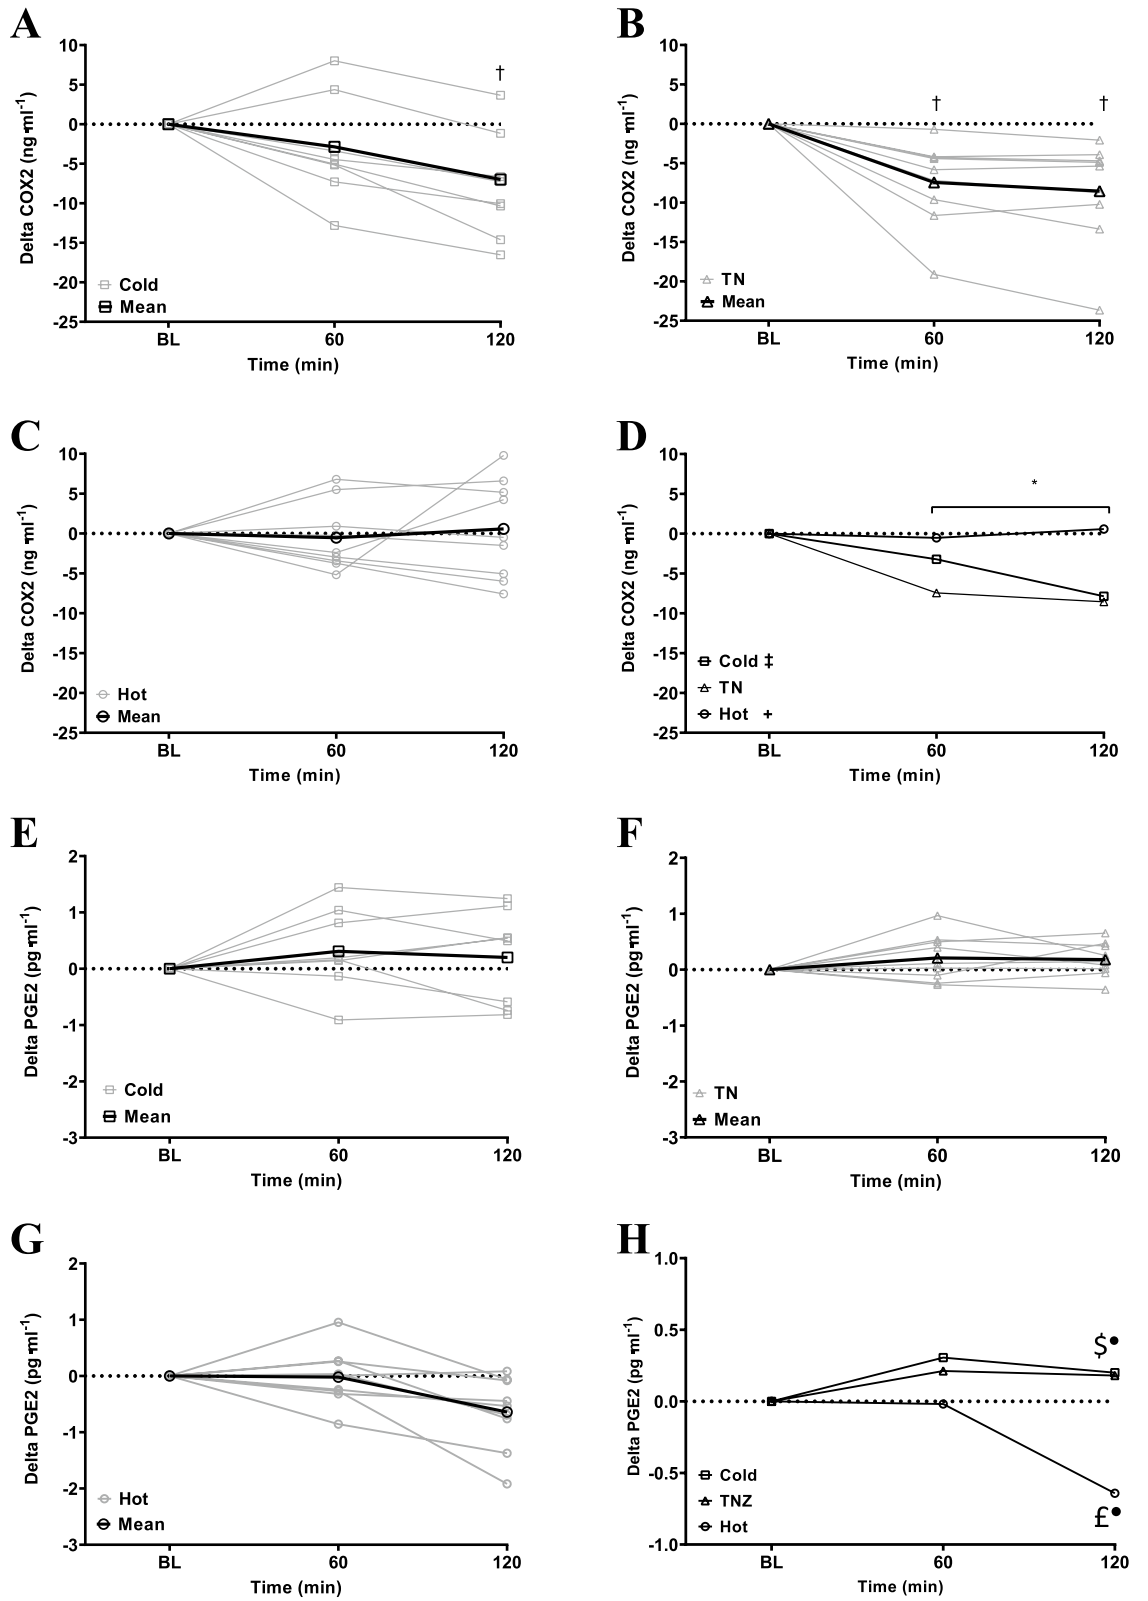 A
10
5
0
-5
-10
-15
-20
-25
Delta COX2 (ng·ml-1)
†
Cold
Mean
BL 60 120
Time (min)
B
10
5
0
-5
-10
-15
-20
-25
Delta COX2 (ng·ml-1)
† †
TN
Mean
BL 60 120
Time (min)
C
10
5
0
-5
-10
-15
-20
-25
Delta COX2 (ng·ml-1)
Hot
Mean
BL 60 120
Time (min)
D
10
5
0
-5
-10
-15
-20
-25
Delta COX2 (ng·ml-1)
*
Cold ‡
TN
Hot +
BL 60 120
Time (min)
E
2
1
0
-1
-2
-3
Delta PGE2 (pg·ml-1)
Cold
Mean
BL 60 120
Time (min)
F
2
1
0
-1
-2
-3
Delta PGE2 (pg·ml-1)
TN
Mean
BL 60 120
Time (min)
G
2
1
0
-1
-2
-3
Delta PGE2 (pg·ml-1)
Hot
Mean
BL 60 120
Time (min)
H
1.0
0.5
0.0
-0.5
-1.0
Delta PGE2 (pg·ml-1)
$•
Cold
TNZ
Hot
£•
BL 60 120
Time (min)